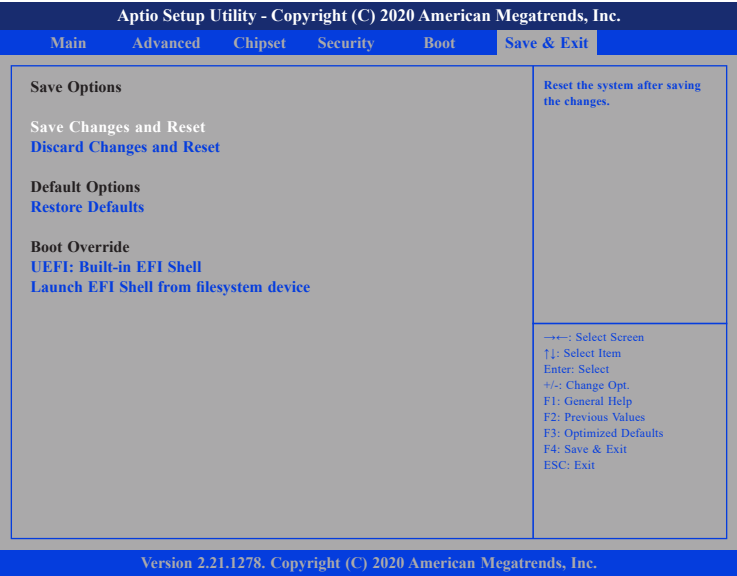 Aptio Setup Utility - Copyright (C) 2020 American Megatrends, Inc.
Main Advanced Chipset Security Boot Save & Exit
Save Options
Save Changes and Reset
Discard Changes and Reset
Default Options
Restore Defaults
Boot Override
UEFI: Built-in EFI Shell
Launch EFI Shell from filesystem device
Reset the system after saving
the changes.
→←: Select Screen
↑↓: Select Item
Enter: Select
+/-: Change Opt.
F1: General Help
F2: Previous Values
F3: Optimized Defaults
F4: Save & Exit
ESC: Exit
Version 2.21.1278. Copyright (C) 2020 American Megatrends, Inc.